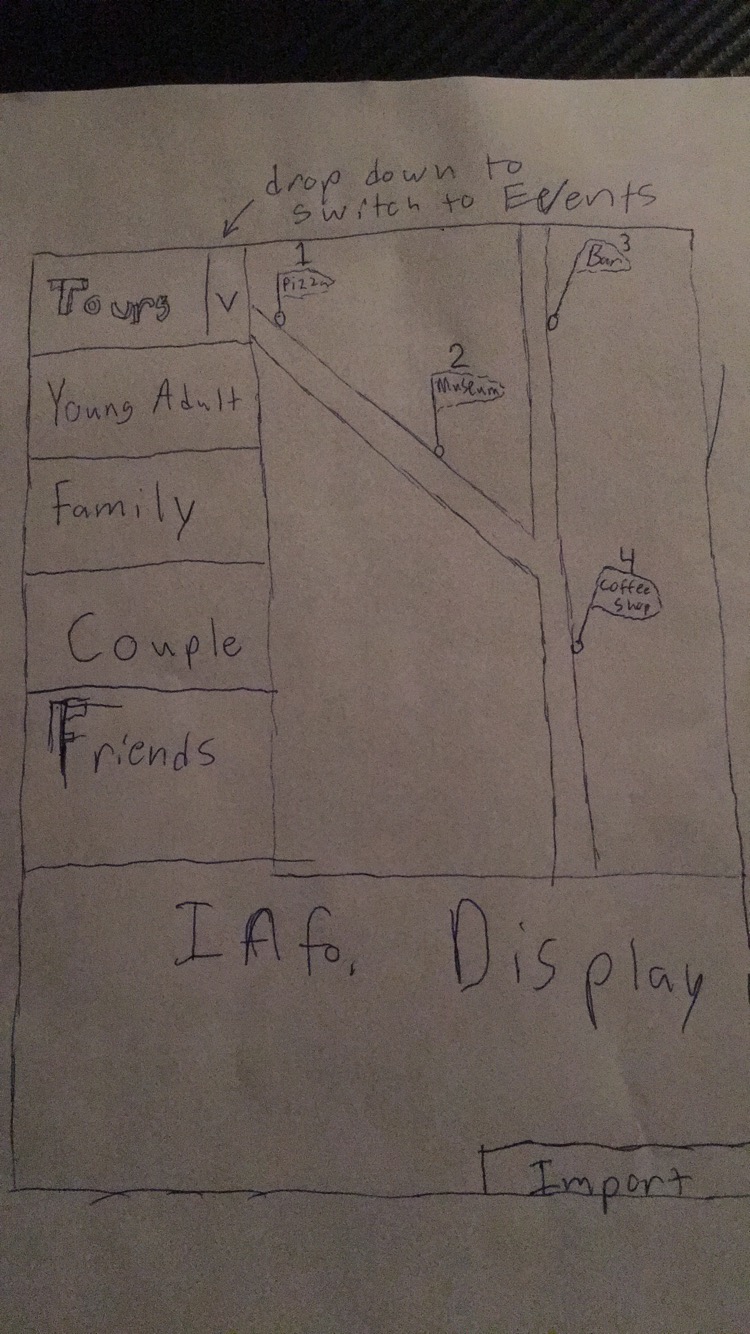 drop down to
switch to Events
Tours V
1
Pizza
2
Museum
Bar 3
4
Coffee
Shop
Young Adult
Family
Couple
Friends
Info. Display
Import